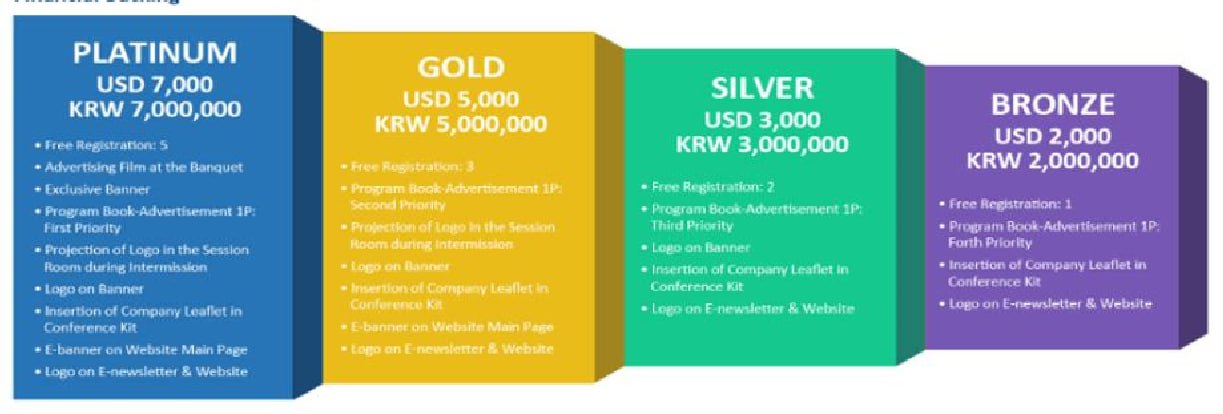 PLATINUM
USD 7,000
KRW 7,000,000
• Free Registration: 5
• Advertising Film at the Banquet
• Exclusive Banner
• Program Book-Advertisement 1P:
First Priority
• Projection of Logo in the Session
Room during Intermission
• Logo on Banner
• Insertion of Company Leaflet in
Conference Kit
• E-banner on Website Main Page
• Logo on E-newsletter & Website
GOLD
USD 5,000
KRW 5,000,000
• Free Registration: 3
• Program Book-Advertisement 1P:
Second Priority
• Projection of Logo in the Session
Room during Intermission
• Logo on Banner
• Insertion of Company Leaflet in
Conference Kit
• E-banner on Website Main Page
• Logo on E-newsletter & Website
SILVER
USD 3,000
KRW 3,000,000
• Free Registration: 2
• Program Book-Advertisement 1P:
Third Priority
• Logo on Banner
• Insertion of Company Leaflet in
Conference Kit
• Logo on E-newsletter & Website
BRONZE
USD 2,000
KRW 2,000,000
• Free Registration: 1
• Program Book-Advertisement 1P:
Forth Priority
• Insertion of Company Leaflet in
Conference Kit
• Logo on E-newsletter & Website